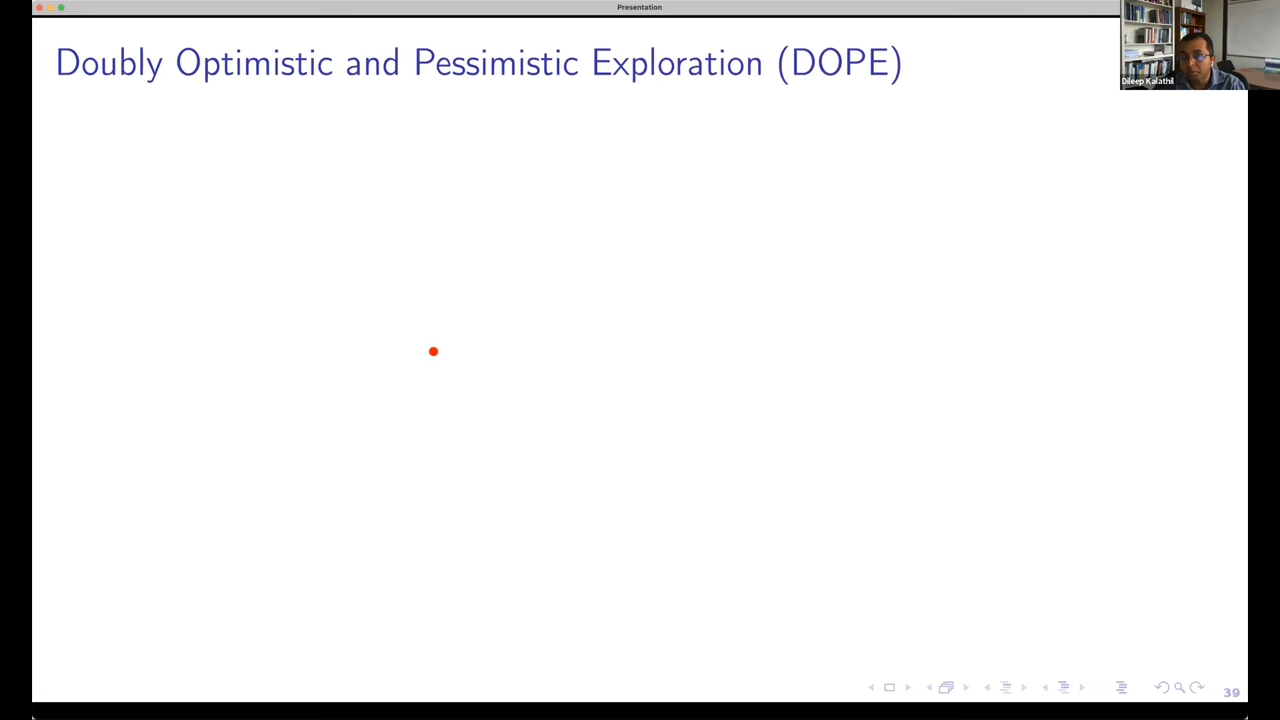 Presentation
Doubly Optimistic and Pessimistic Exploration (DOPE)
Dileep Kalathil
39